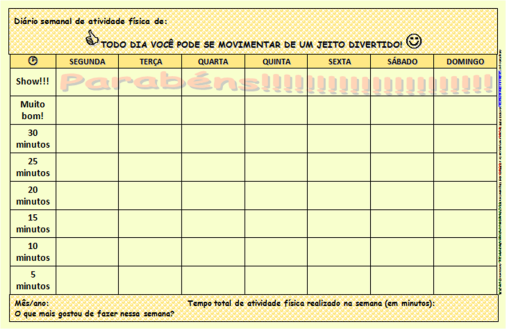 Diário semanal de atividade física de:
TODO DIA VOCÊ PODE SE MOVIMENTAR DE UM JEITO DIVERTIDO!
SEGUNDA TERÇA QUARTA QUINTA SEXTA SÁBADO DOMINGO
Show!!! Parabéns!!!!!!!!!!!!!!!!!!!!!!!!!!!!
Muito
bom!
30
minutos
25
minutos
20
minutos
15
minutos
10
minutos
5
minutos
Mês/ano: Tempo total de atividade física realizado na semana (em minutos):
O que mais gostou de fazer nessa semana?